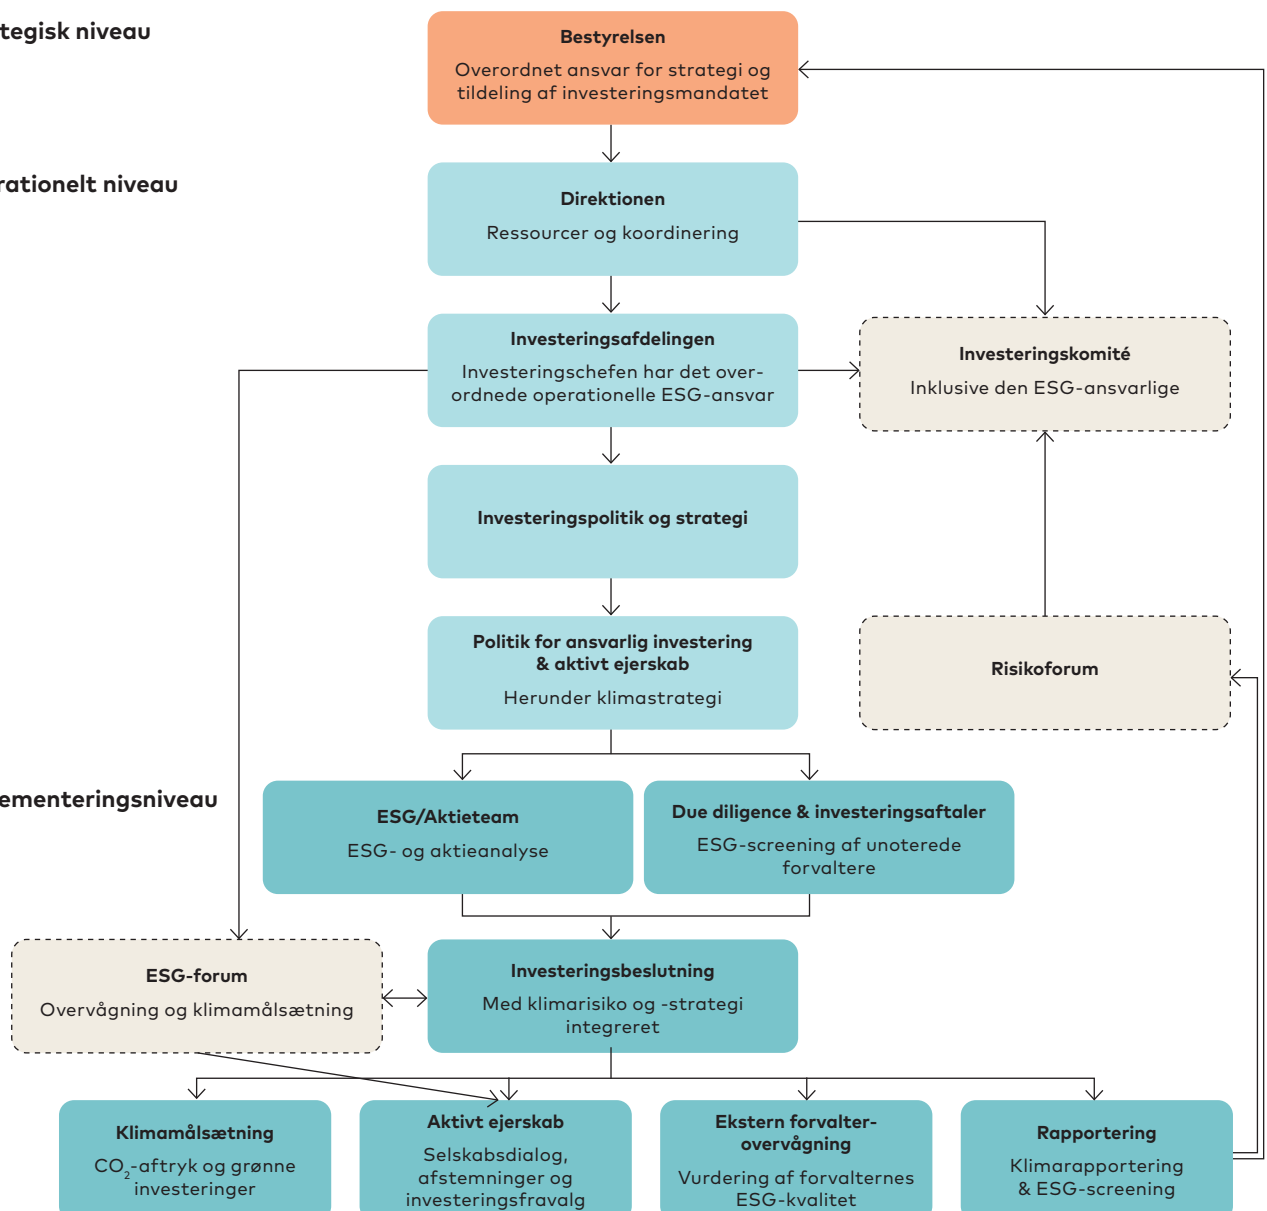 tegisk niveau
Bestyrelsen
Overordnet ansvar for strategi og
tildeling af investeringsmandatet
rationelt niveau
Direktionen
Ressourcer og koordinering
Investeringsafdelingen
Investeringschefen har det over-
ordnede operationelle ESG-ansvar
Investeringskomité
Inklusive den ESG-ansvarlige
Investeringspolitik og strategi
Politik for ansvarlig investering
& aktivt ejerskab
Herunder klimastrategi
Risikoforum
ementeringsniveau
ESG/Aktieteam
ESG- og aktieanalyse
Due diligence & investeringsaftaler
ESG-screening af unoterede
forvaltere
ESG-forum
Overvågning og klimamålsætning
Investeringsbeslutning
Med klimarisiko og -strategi
integreret
Klimamålsætning
CO₂-aftryk og grønne
investeringer
Aktivt ejerskab
Selskabsdialog,
afstemninger og
investeringsfravalg
Ekstern forvalter-
overvågning
Vurdering af forvalternes
ESG-kvalitet
Rapportering
Klimarapportering
& ESG-screening